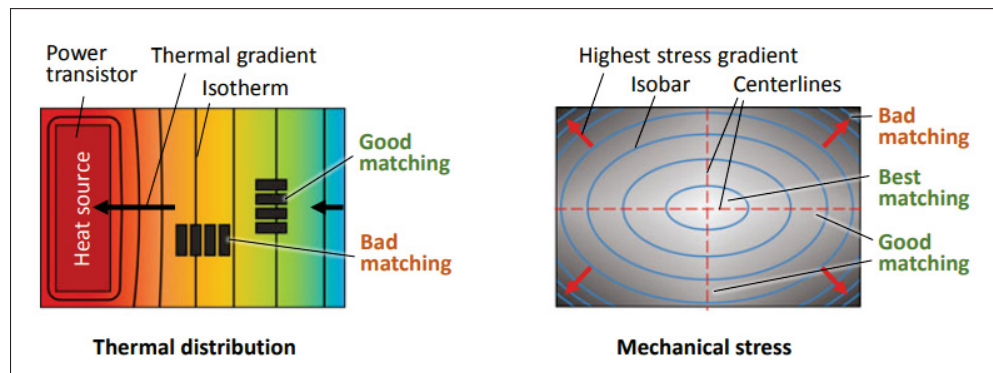 Power
transistor
Thermal gradient
Isotherm
Heat source
Good
matching
Bad
matching
Thermal distribution
Highest stress gradient
Isobar
Centerlines
Bad
matching
Best
matching
Good
matching
Mechanical stress